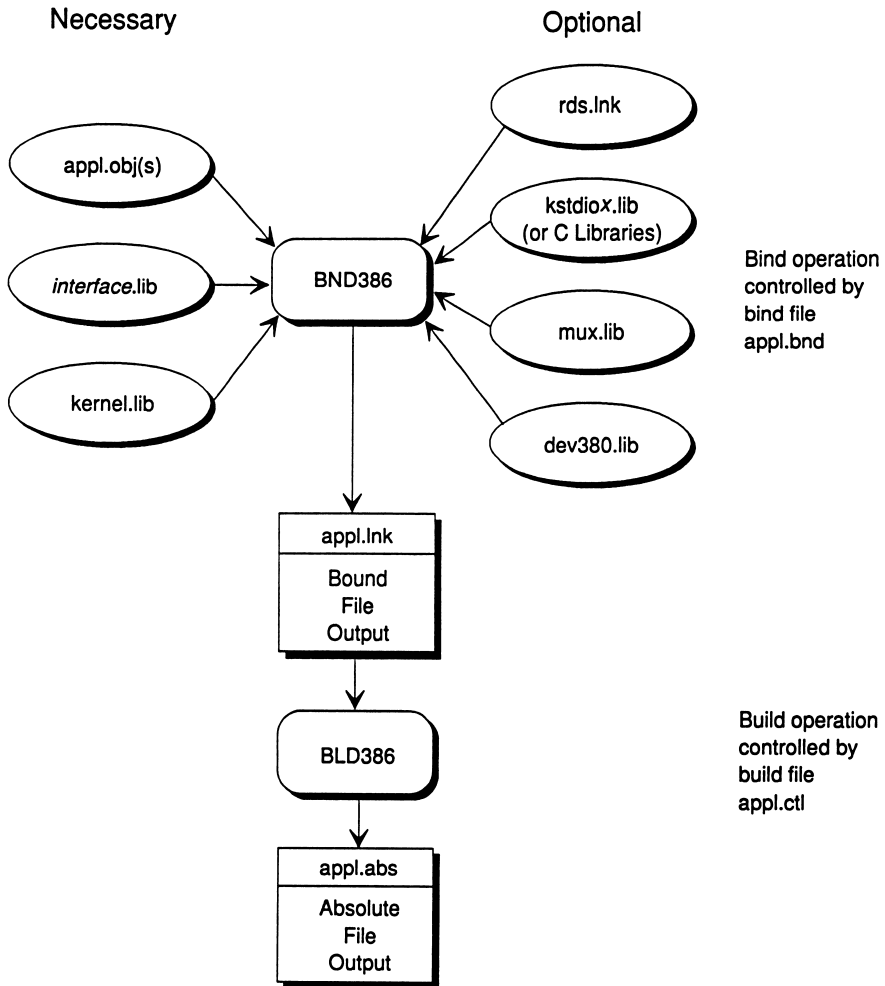 Necessary
Optional
rds.lnk
appl.obj(s)
kstdiox.lib
(or C Libraries)
interface.lib
BND386
Bind operation
controlled by
bind file
appl.bnd
mux.lib
kernel.lib
dev380.lib
appl.lnk
Bound
File
Output
BLD386
Build operation
controlled by
build file
appl.ctl
appl.abs
Absolute
File
Output